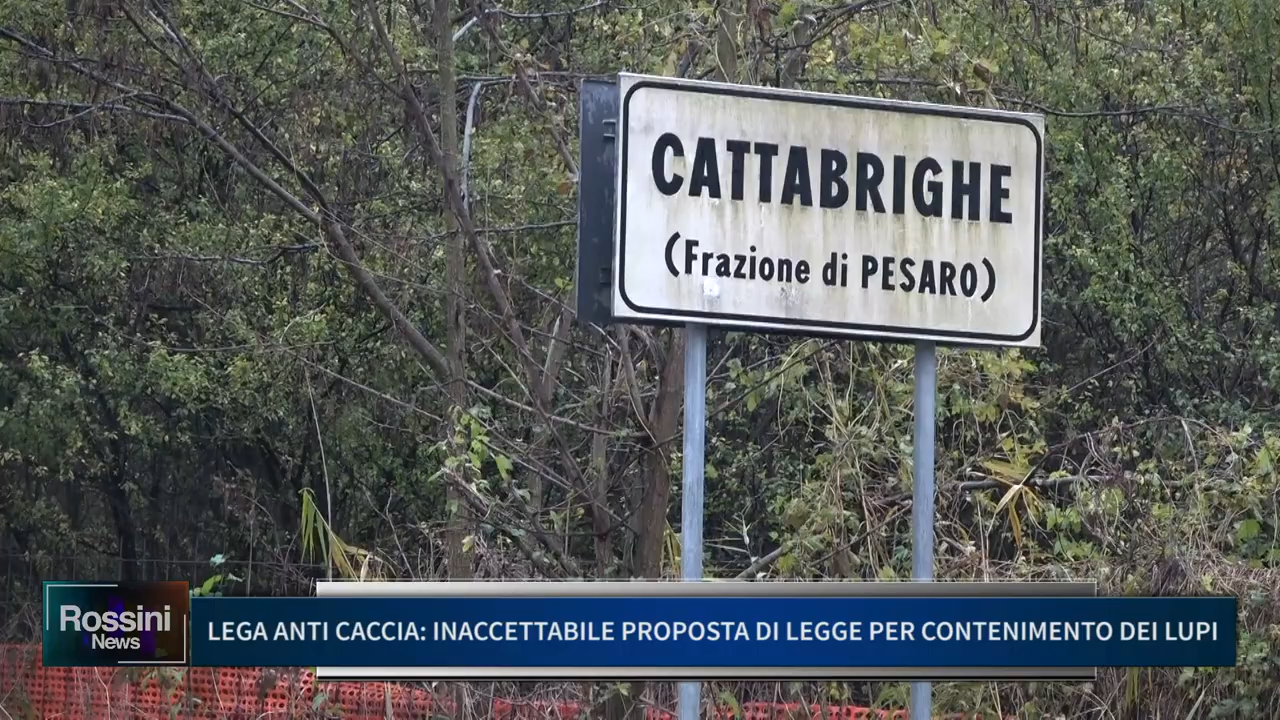 CATTABRIGHE
(Frazione di PESARO)
Rossini
News
LEGA ANTI CACCIA: INACCETTABILE PROPOSTA DI LEGGE PER CONTENIMENTO DEI LUPI